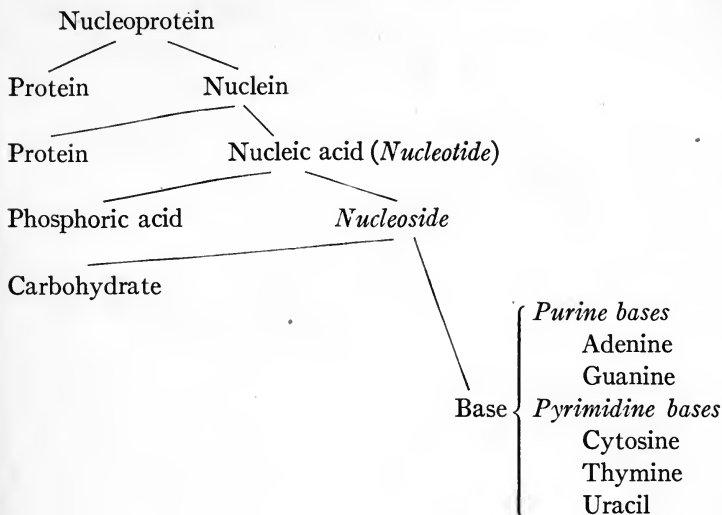 Nucleoprotein
Protein Nuclein
Protein Nucleic acid (Nucleotide)
Phosphoric acid Nucleoside
Carbohydrate
Purine bases
Adenine
Guanine
Base Pyrimidine bases
Cytosine
Thymine
Uracil